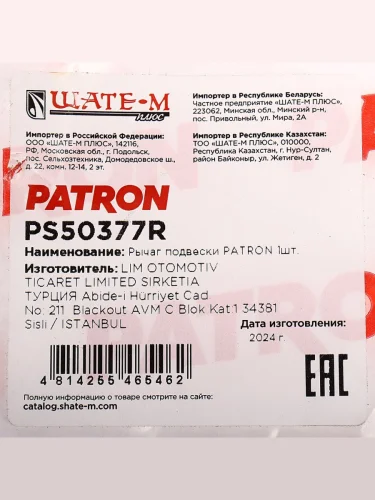 ШАТЕ-М
ПЛЮС
Импортер в Российской Федерации:
ООО «ШАТЕ-М ПЛЮС», 142116,
РФ, Московская обл., г. Подольск,
пос. Сельхозтехника, Домодедовское ш.,
д. 22, комн. 12-14, 2 эт.
Импортер в Республике Беларусь:
Частное предприятие «ШАТЕ-М ПЛЮС»,
223062, Минская обл., Минский р-н,
пос. Привольный, ул. Мира, 2А
Импортер в Республике Казахстан:
ТОО «ШАТЕ-М ПЛЮС», 010000,
Республика Казахстан, г. Нур-Султан,
район Байконыр, ул. Жетиген, д. 2
PATRON
PS50377R
Наименование: Рычаг подвески PATRON 1шт.
Изготовитель: LIM OTOMOTIV
TICARET LIMITED SIRKETIA
ТУРЦИЯ Abide-i Hürriyet Cad.
No: 211 Blackout AVM C Blok Kat:1 34381
Sisli / ISTANBUL
Дата изготовления:
2024 г.
4 814255 465462
EAC
Полную информацию о товаре смотрите на сайте:
catalog.shate-m.com
PATRON